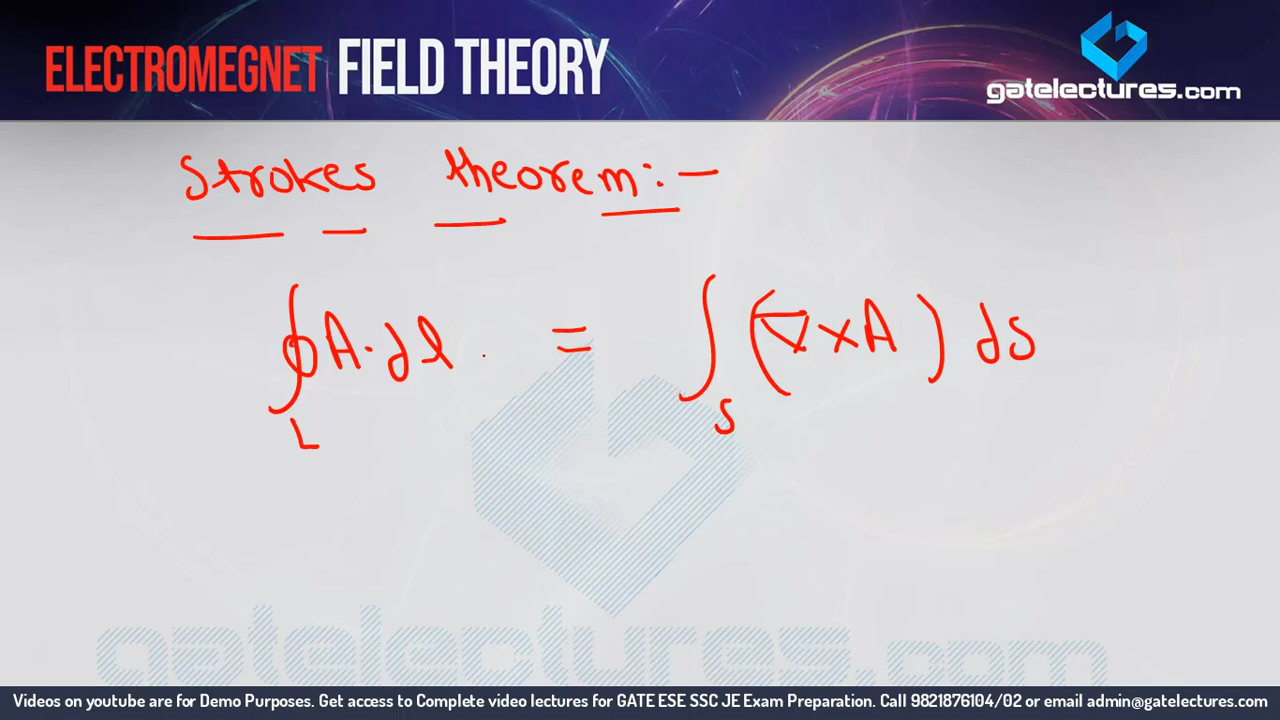 ELECTROMEGNET FIELD THEORY
gatelectures.com
Strokes theorem:-
∮ A.dl = ∫ (∇×A) ds
L S
gatelectures.com
Videos on youtube are for Demo Purposes. Get access to Complete video lectures for GATE ESE SSC JE Exam Preparation. Call 9821876104/02 or email admin@gatelectures.com